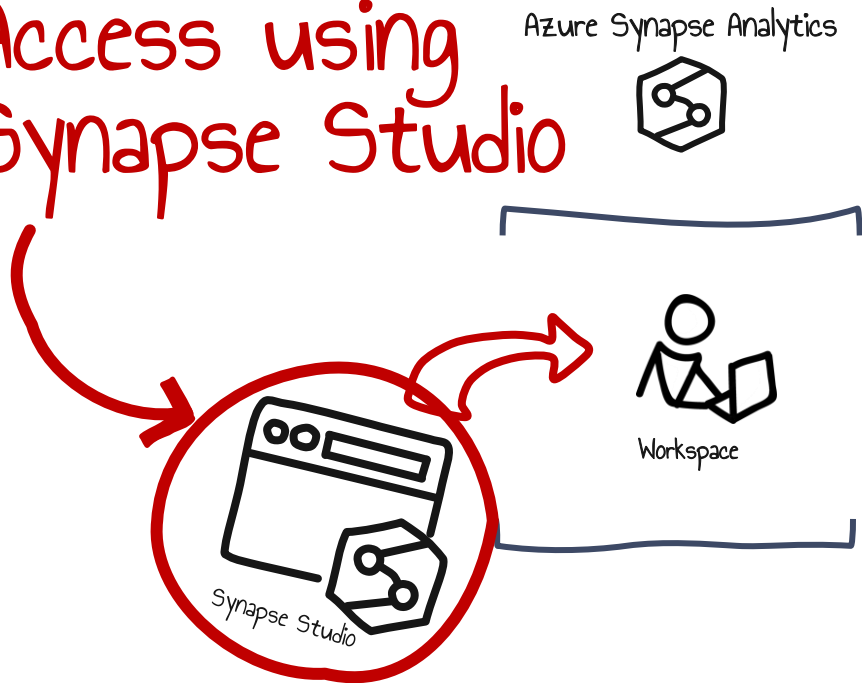 Access using
Synapse Studio
Azure Synapse Analytics
Workspace
Synapse Studio